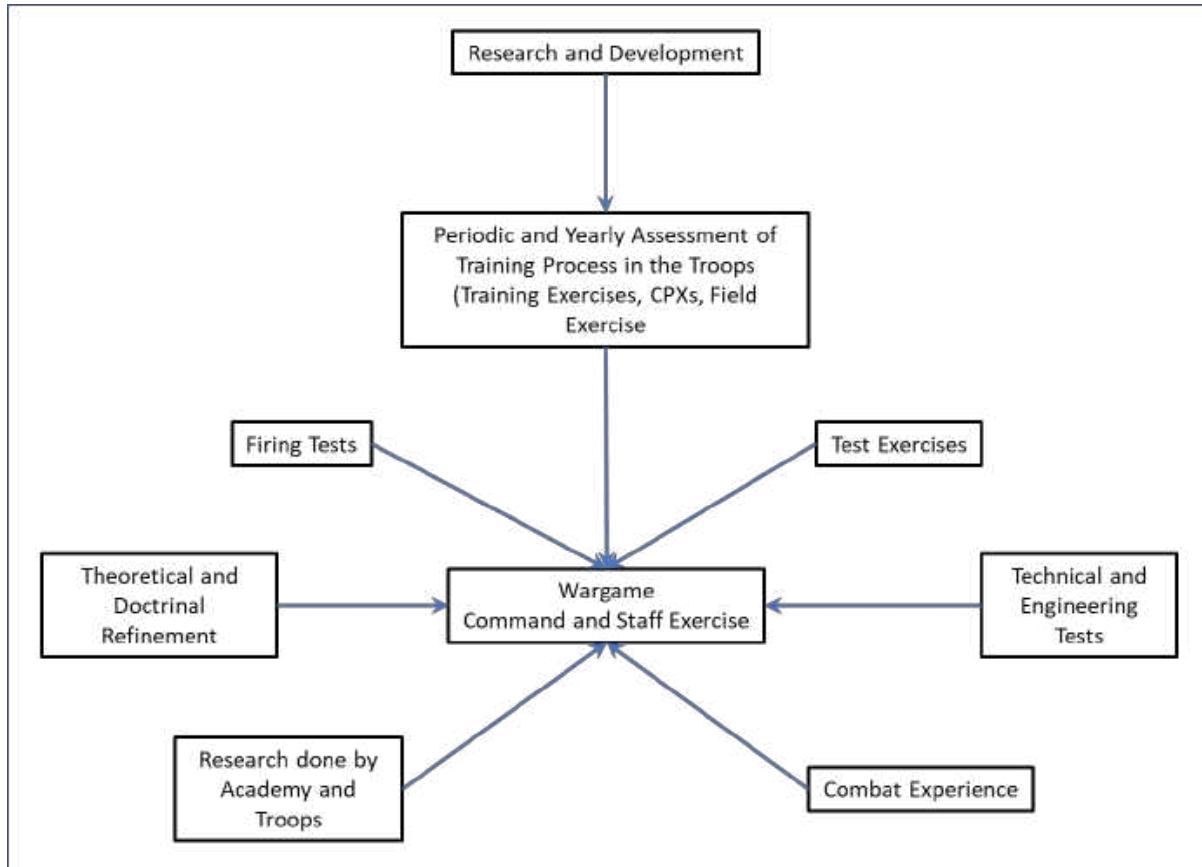 Research and Development
Periodic and Yearly Assessment of
Training Process in the Troops
(Training Exercises, CPXs, Field
Exercise
Firing Tests
Test Exercises
Theoretical and
Doctrinal
Refinement
Wargame
Command and Staff Exercise
Technical and
Engineering
Tests
Research done by
Academy and
Troops
Combat Experience